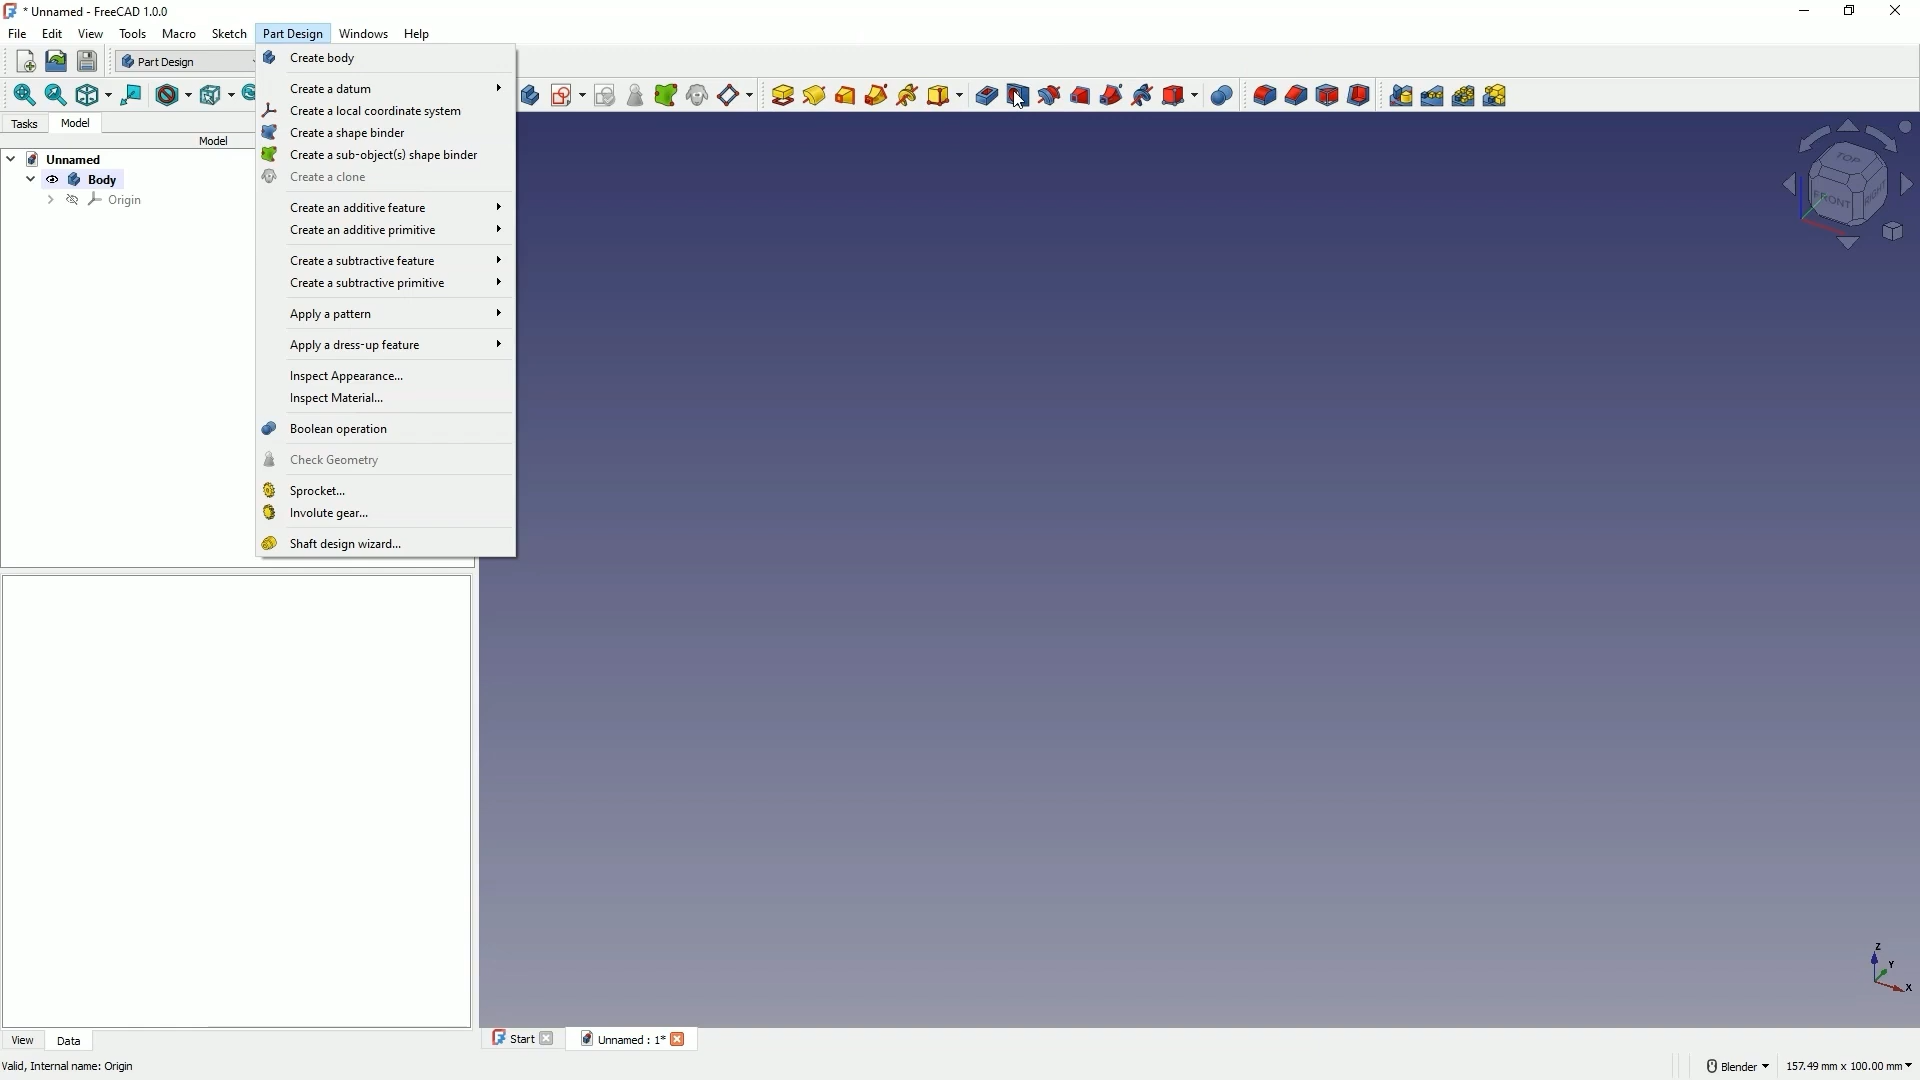 * Unnamed - FreeCAD 1.0.0
File Edit View Tools Macro Sketch Part Design Windows Help
Part Design
Create body
Create a datum
Create a local coordinate system
Create a shape binder
Create a sub-object(s) shape binder
Create a clone
Create an additive feature
Create an additive primitive
Create a subtractive feature
Create a subtractive primitive
Apply a pattern
Apply a dress-up feature
Inspect Appearance...
Inspect Material...
Boolean operation
Check Geometry
Sprocket...
Involute gear...
Shaft design wizard...
Tasks Model
Model
Unnamed
Body
Origin
TOP
FRONT
RIGHT
Z
Y
X
View Data
Start Unnamed : 1*
Valid, Internal name: Origin
Blender 157.49 mm x 100.00 mm